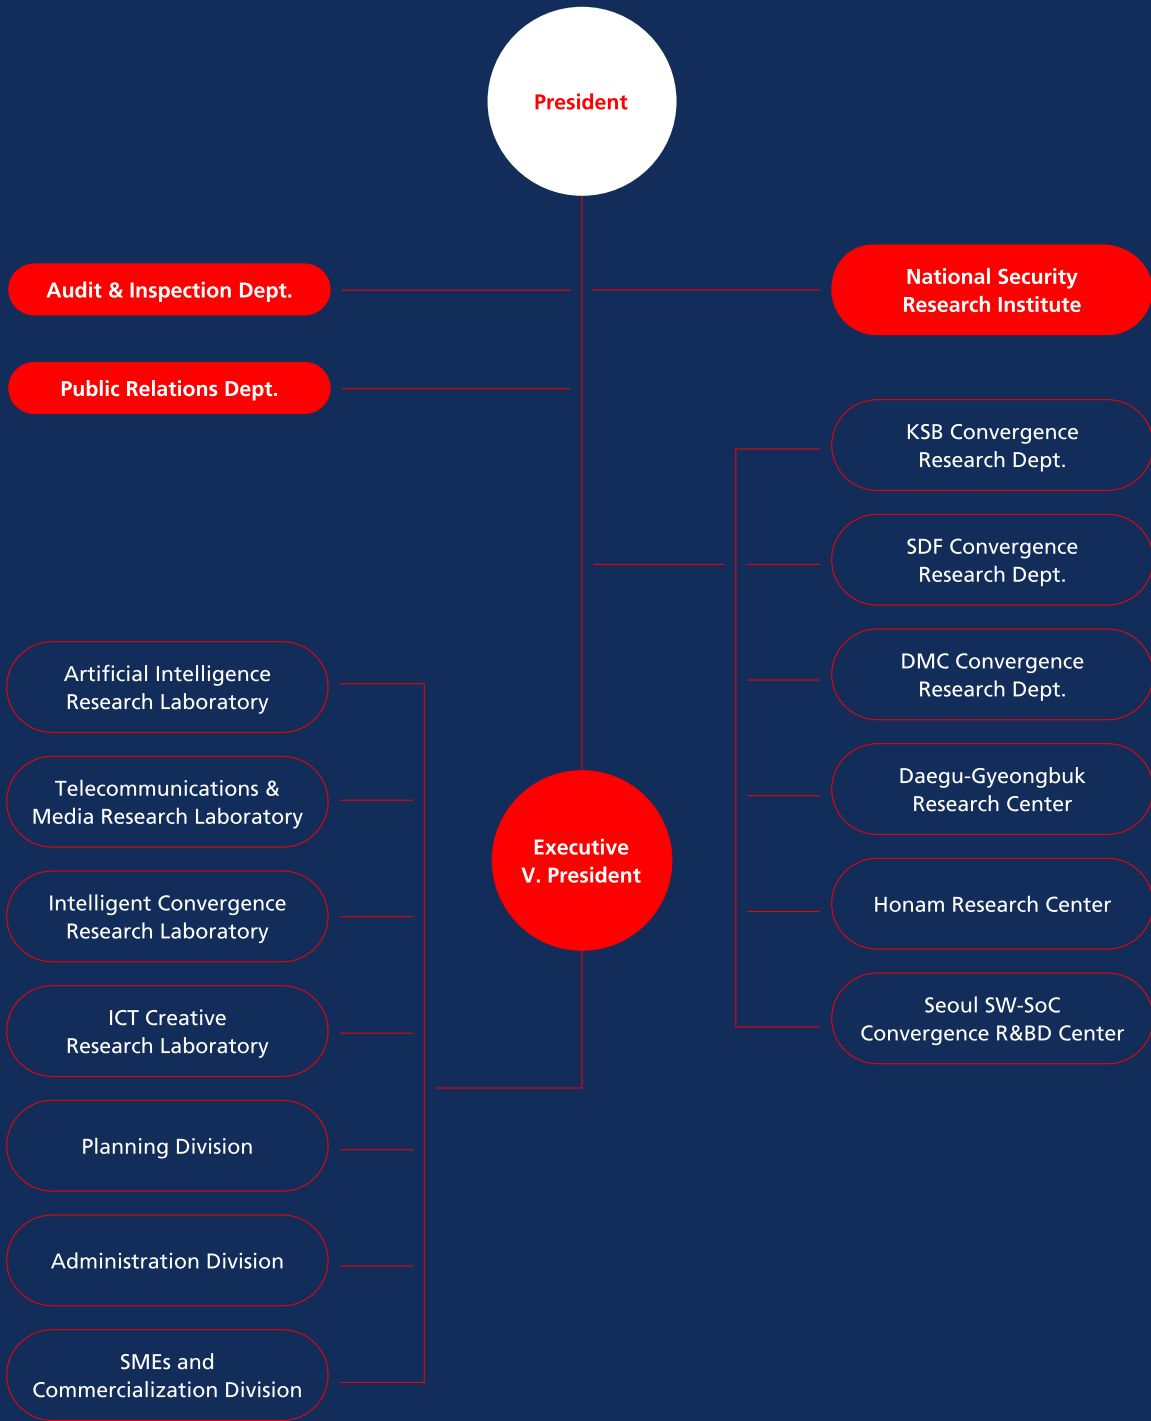 President
Audit & Inspection Dept.
National Security
Research Institute
Public Relations Dept.
KSB Convergence
Research Dept.
SDF Convergence
Research Dept.
DMC Convergence
Research Dept.
Daegu-Gyeongbuk
Research Center
Honam Research Center
Seoul SW-SoC
Convergence R&BD Center
Executive
V. President
Artificial Intelligence
Research Laboratory
Telecommunications &
Media Research Laboratory
Intelligent Convergence
Research Laboratory
ICT Creative
Research Laboratory
Planning Division
Administration Division
SMEs and
Commercialization Division